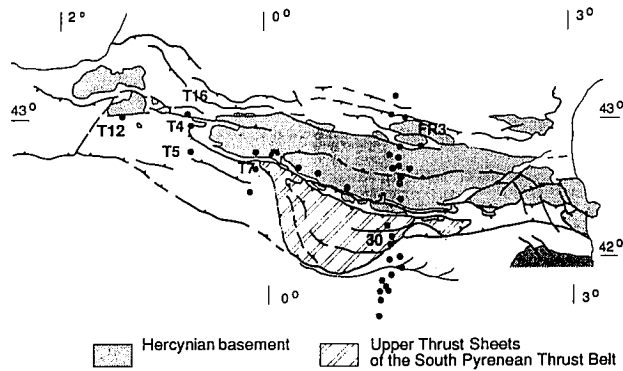 2° 0° 3°
T16
43° 43°
T12 T4 FR3
T5
T7
30
42°
0° 3°
Hercynian basement
Upper Thrust Sheets
of the South Pyrenean Thrust Belt